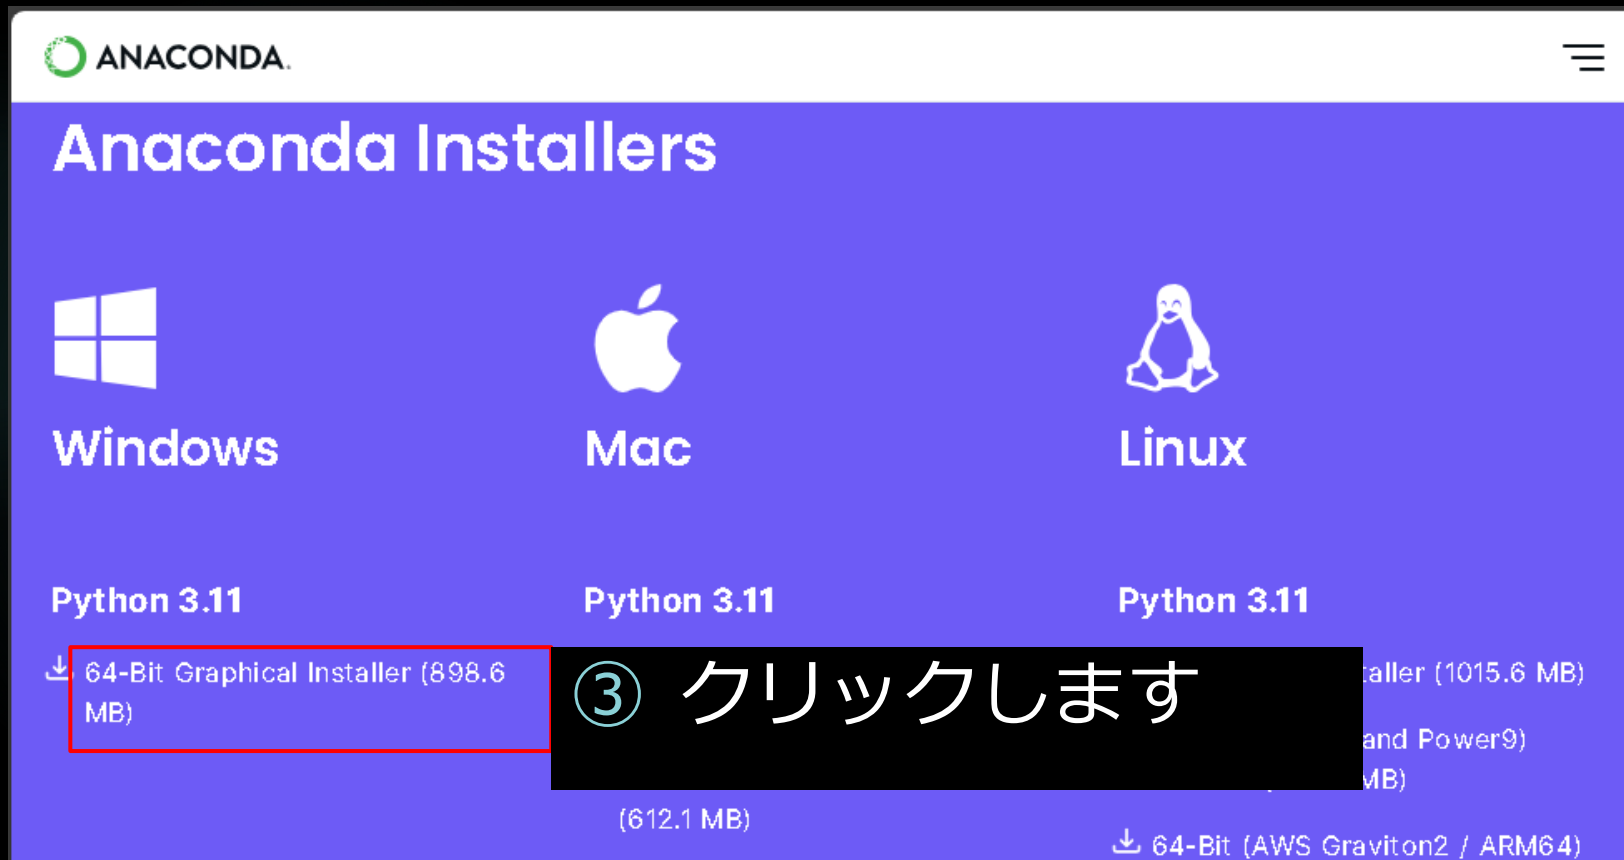 ANACONDA.
Anaconda Installers
Windows
Mac
Linux
Python 3.11
Python 3.11
Python 3.11
64-Bit Graphical Installer (898.6
MB)
③ クリックします
(1015.6 MB)
and Power9)
(612.1 MB)
64-Bit (AWS Graviton2 / ARM64)